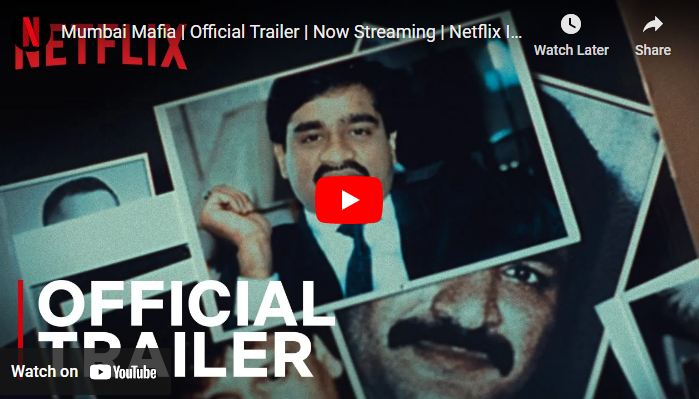 NETFLIX
Mumbai Mafia | Official Trailer | Now Streaming | Netflix I...
Watch Later
Share
OFFICIAL
TRAILER
Watch on YouTube